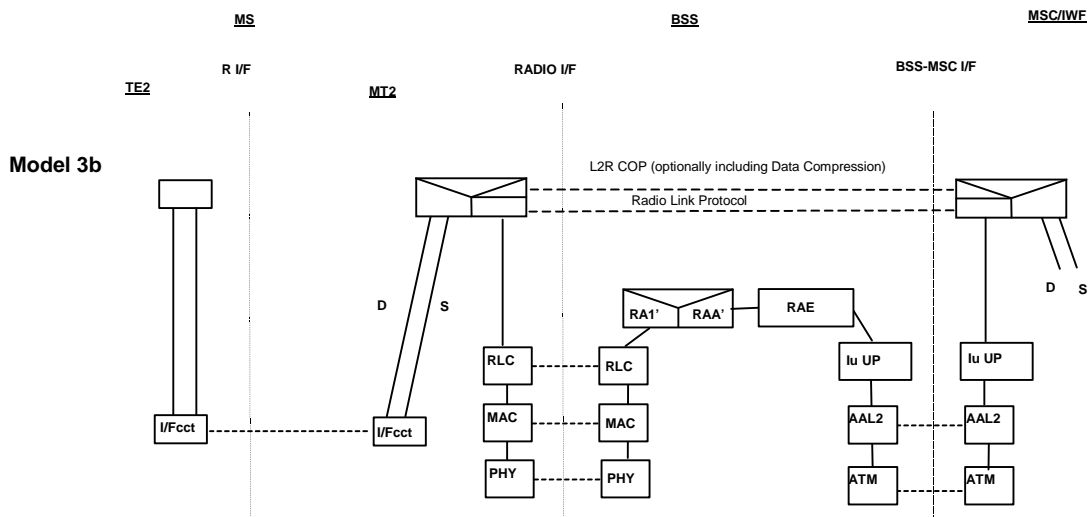 MS
BSS
MSC/IWF
R I/F
RADIO I/F
BSS-MSC I/F
TE2
MT2
Model 3b
L2R COP (optionally including Data Compression)
Radio Link Protocol
D
S
D
S
RA1'
RAA'
RAE
RLC
RLC
Iu UP
Iu UP
MAC
MAC
AAL2
AAL2
I/Fcct
I/Fcct
PHY
PHY
ATM
ATM